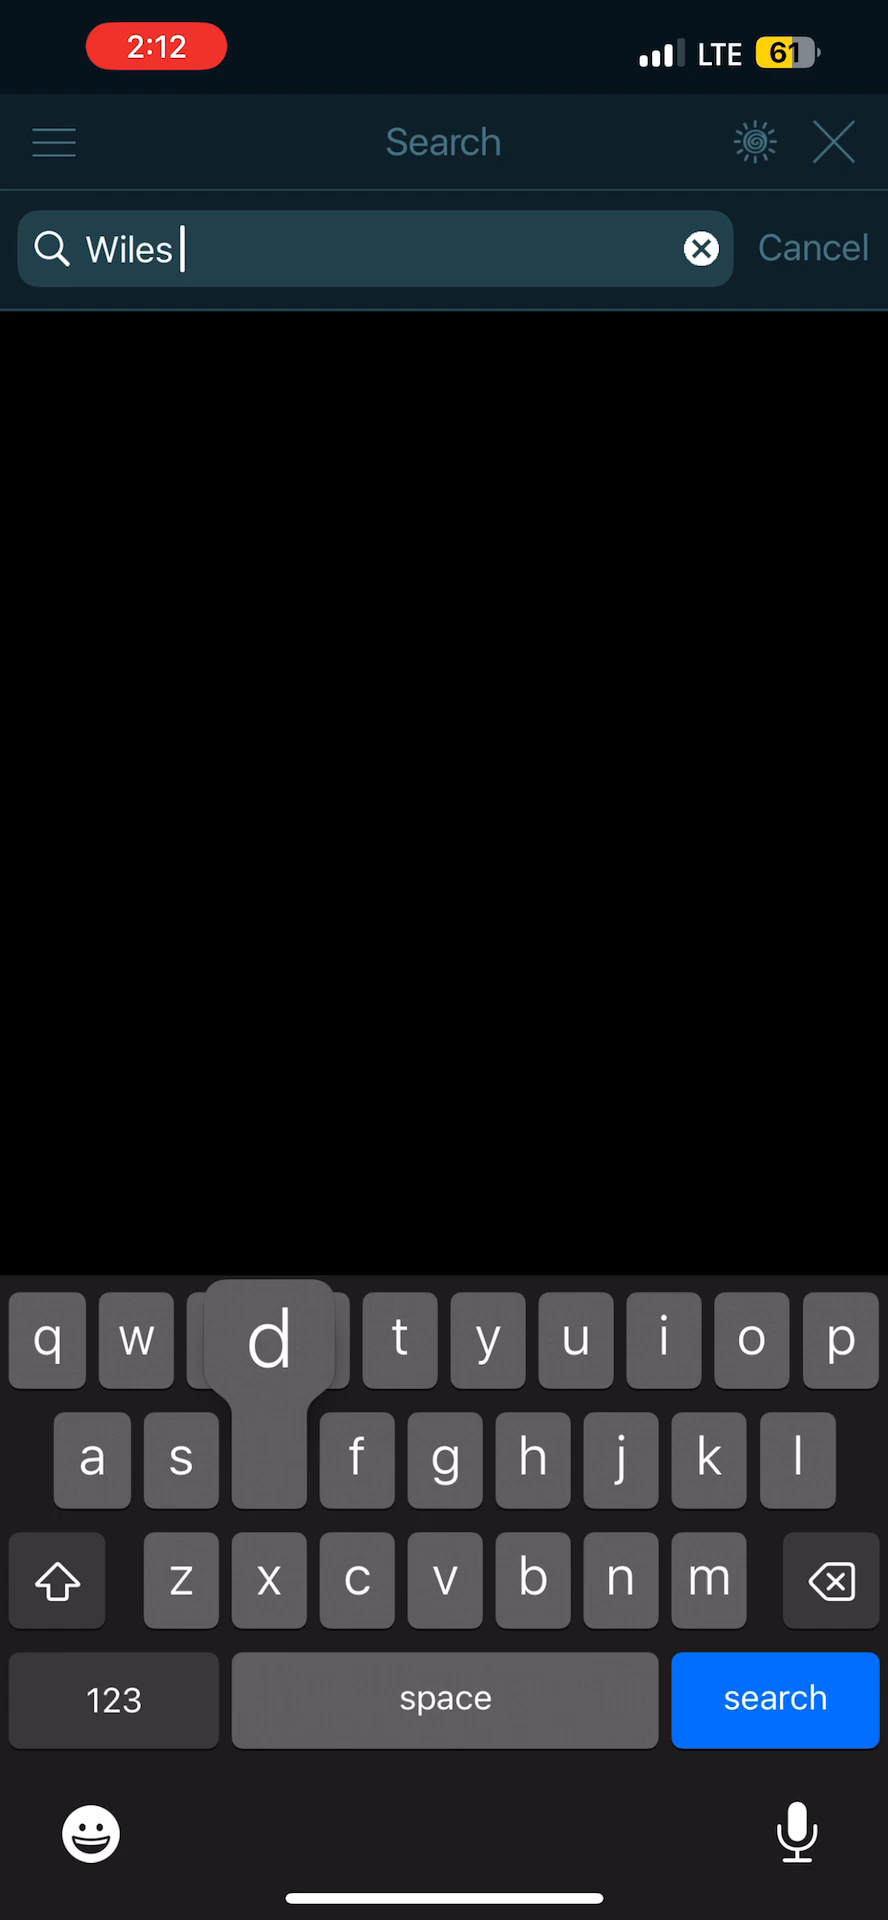 2:12 LTE 61
Search
Wiles Cancel
q w d t y u i o p
a s f g h j k l
z x c v b n m
123 space search